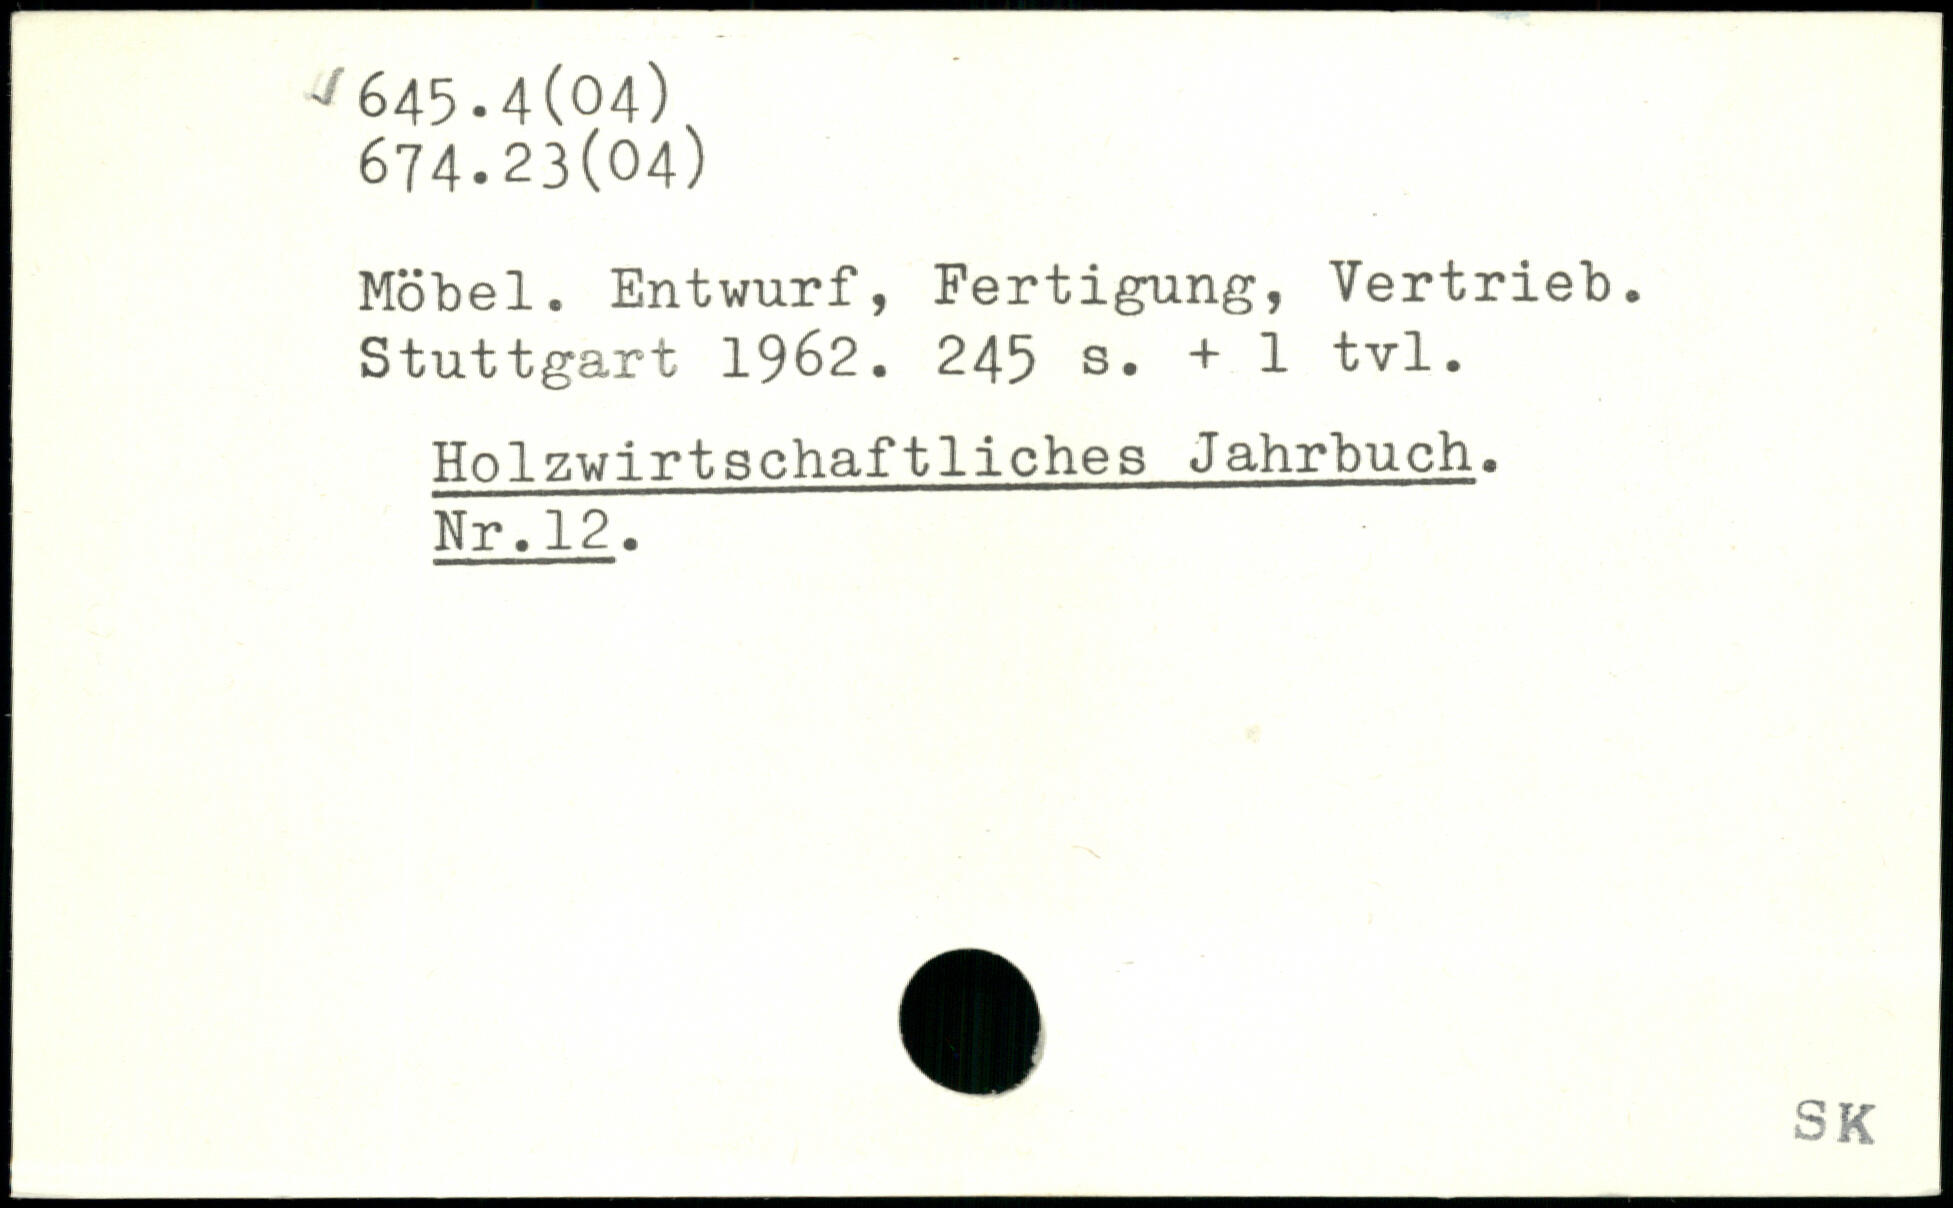 645.4(04)
674.23(04)
Möbel. Entwurf, Fertigung, Vertrieb.
Stuttgart 1962. 245 s. + 1 tvl.
Holzwirtschaftliches Jahrbuch.
Nr.12.
SK